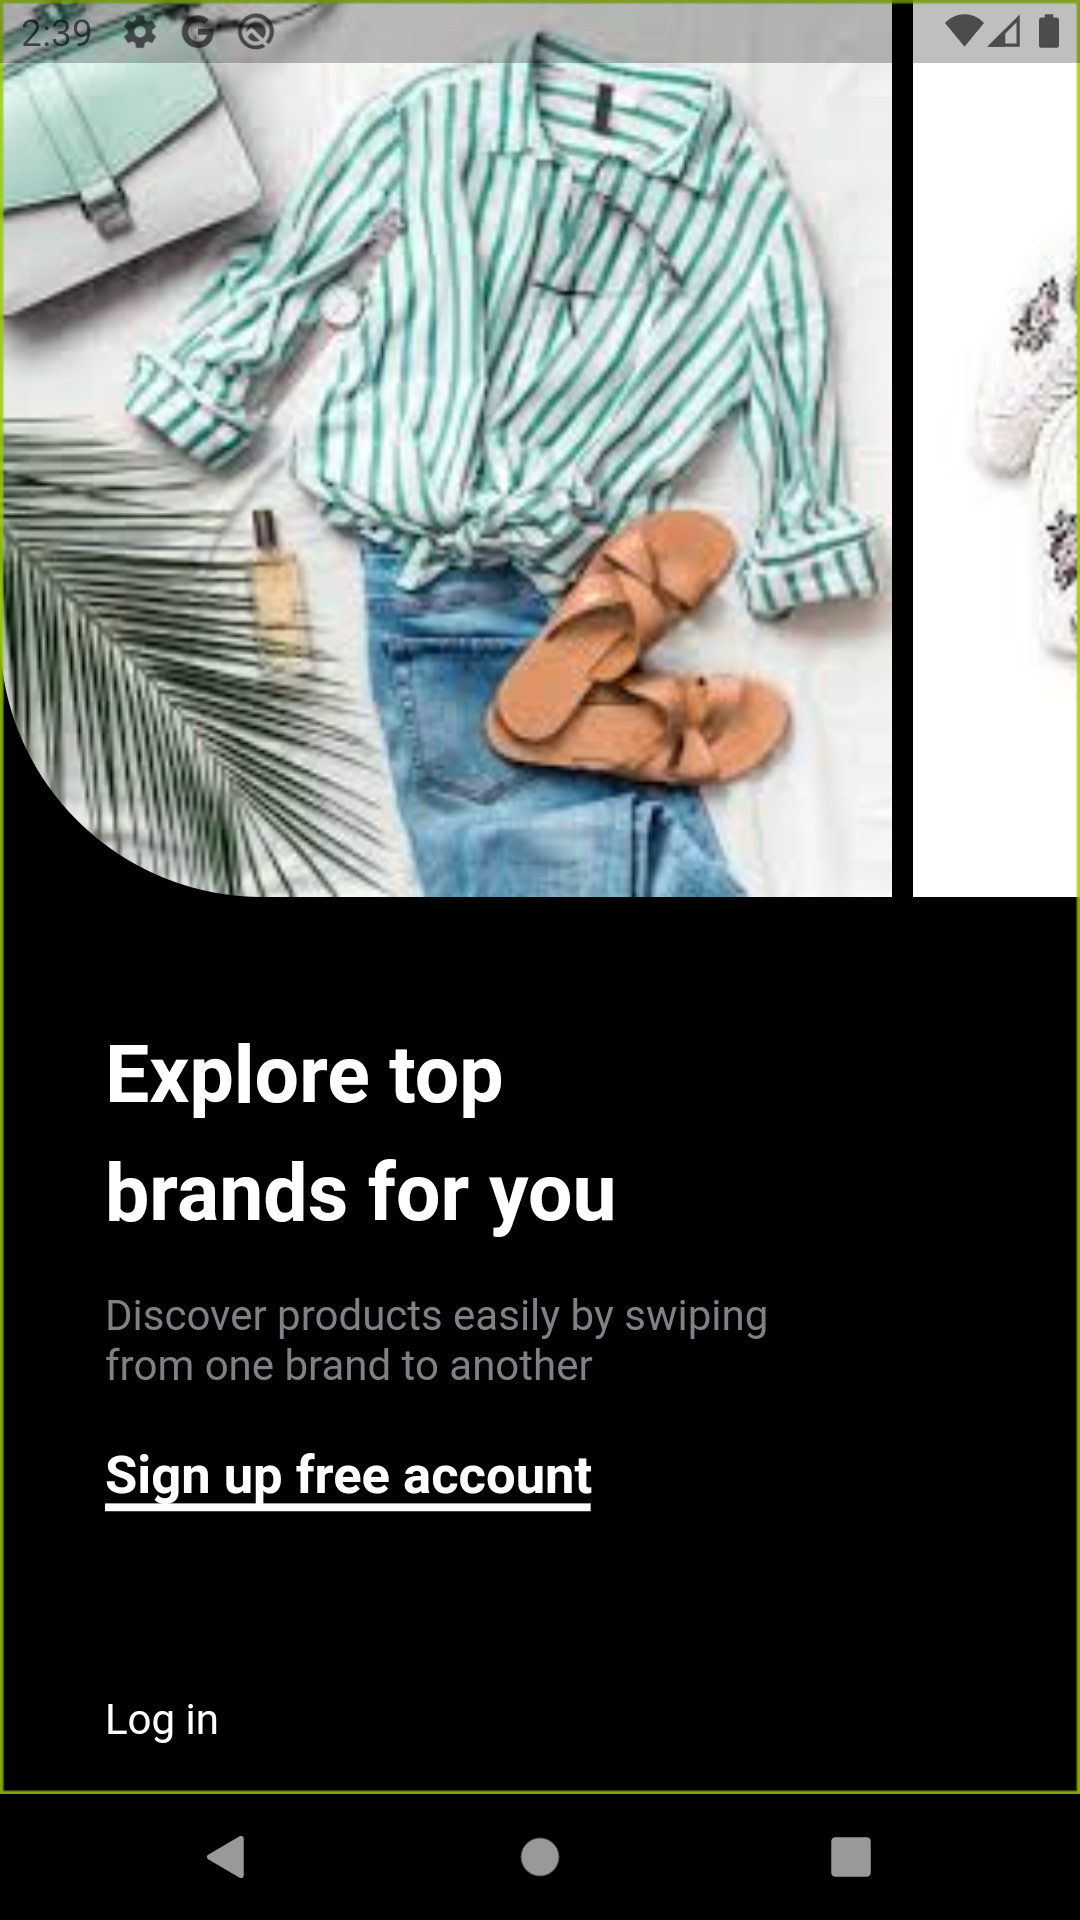 2:39
Explore top
brands for you
Discover products easily by swiping
from one brand to another
Sign up free account
Log in